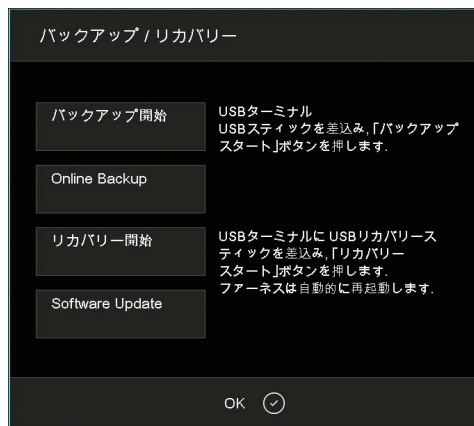 バックアップ / リカバリー
バックアップ開始
USBターミナル
USBスティックを差込み,「バックアップ
スタート」ボタンを押します.
Online Backup
リカバリー開始
USBターミナルに USBリカバリース
ティックを差込み,「リカバリー
スタート」ボタンを押します.
ファーネスは自動的に再起動します.
Software Update
OK